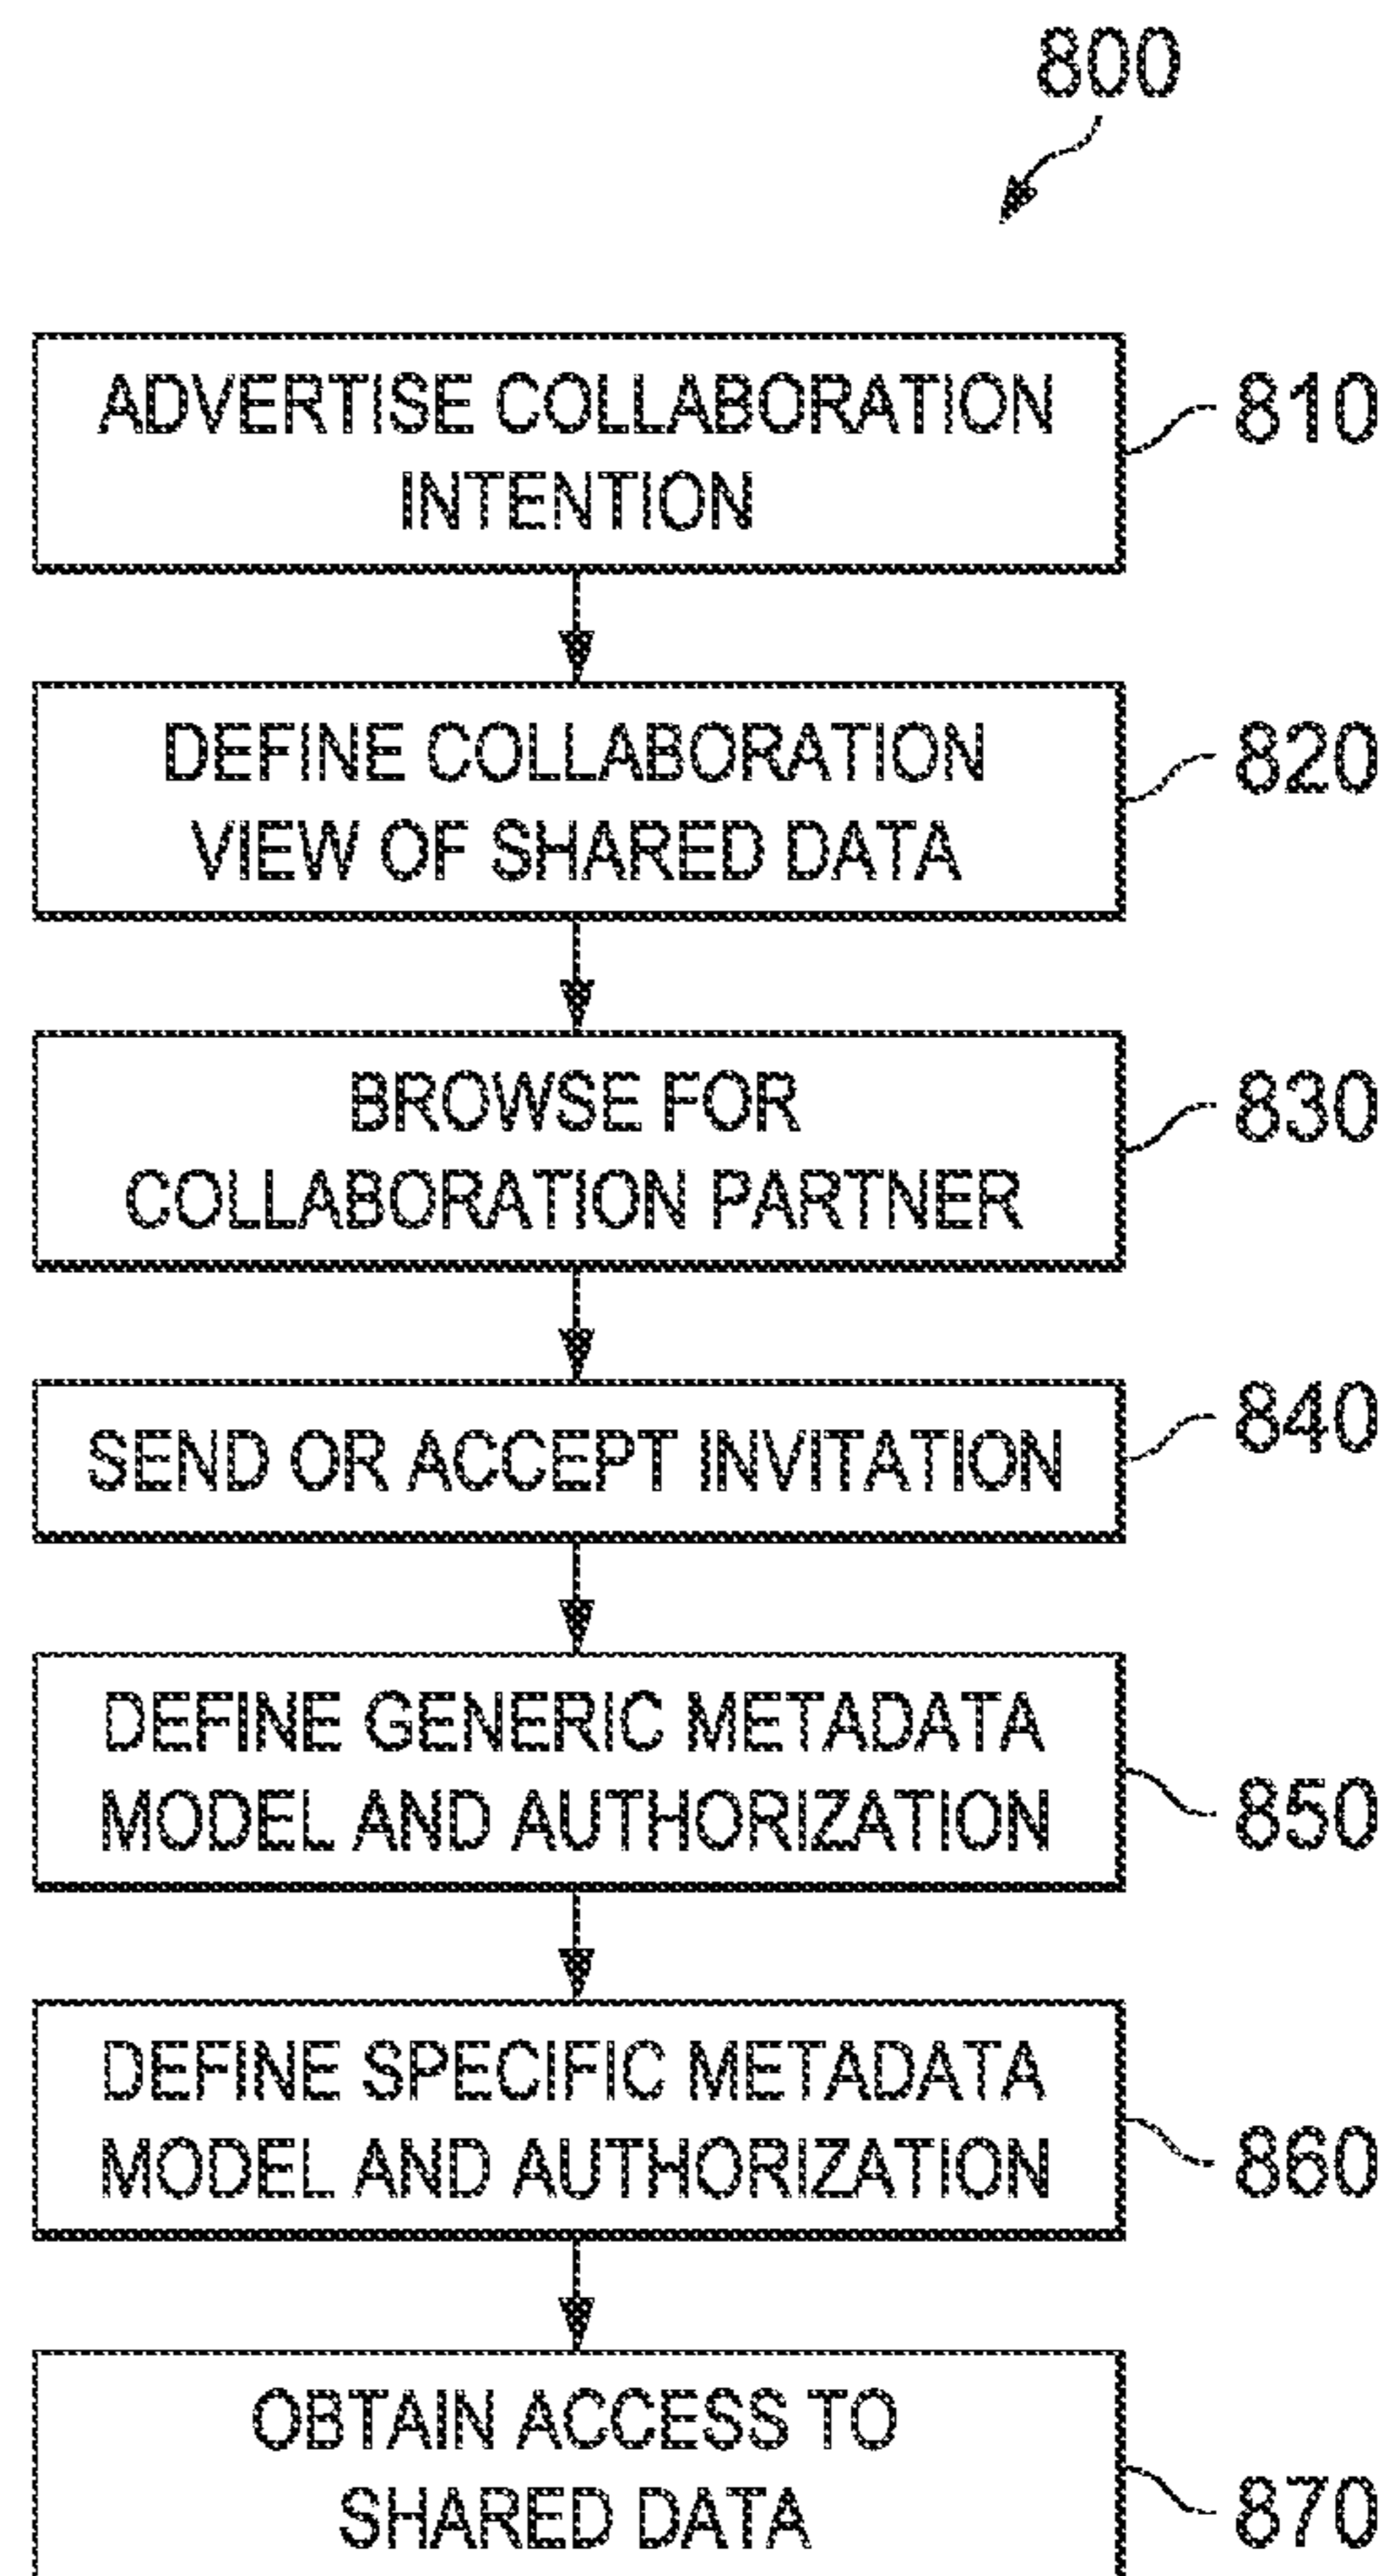 800
ADVERTISE COLLABORATION
INTENTION
810
DEFINE COLLABORATION
VIEW OF SHARED DATA
820
BROWSE FOR
COLLABORATION PARTNER
830
SEND OR ACCEPT INVITATION
840
DEFINE GENERIC METADATA
MODEL AND AUTHORIZATION
850
DEFINE SPECIFIC METADATA
MODEL AND AUTHORIZATION
860
OBTAIN ACCESS TO
SHARED DATA
870